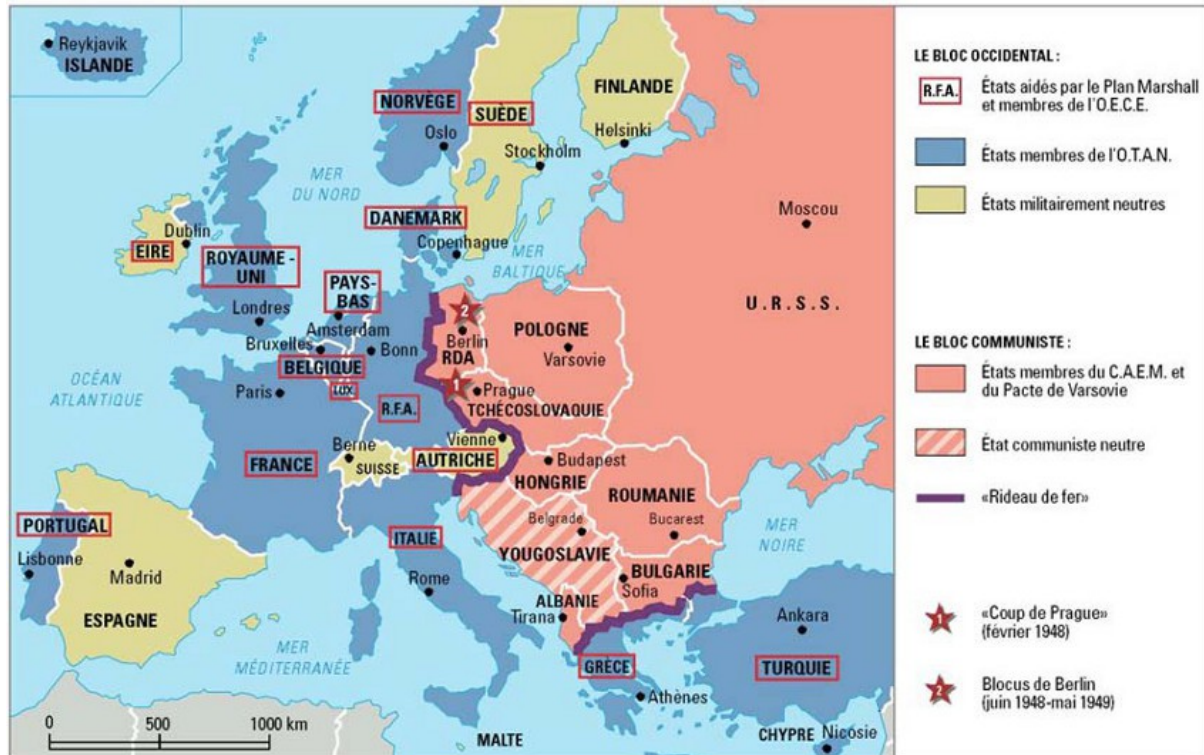 Reykjavik
ISLANDE
NORVÈGE
Oslo
SUÈDE
Stockholm
FINLANDE
Helsinki
MER
DU NORD
DANEMARK
Copenhague
MER
BALTIQUE
Moscou
U.R.S.S.
Dublin
EIRE
ROYAUME-
UNI
Londres
PAYS-
BAS
Amsterdam
Bruxelles
BELGIQUE
LUX.
Bonn
R.F.A.
2
Berlin
RDA
POLOGNE
Varsovie
1
Prague
TCHÉCOSLOVAQUIE
OCÉAN
ATLANTIQUE
Paris
FRANCE
Berne
SUISSE
Vienne
AUTRICHE
Budapest
HONGRIE
ROUMANIE
Bucarest
Belgrade
YOUGOSLAVIE
BULGARIE
Sofia
MER
NOIRE
PORTUGAL
Lisbonne
Madrid
ESPAGNE
ITALIE
Rome
ALBANIE
Tirana
MER
MÉDITERRANÉE
GRÈCE
Athènes
Ankara
TURQUIE
MALTE
CHYPRE
Nicosie
0
500
1000 km
LE BLOC OCCIDENTAL :
R.F.A.
États aidés par le Plan Marshall
et membres de l'O.E.C.E.
États membres de l'O.T.A.N.
États militairement neutres
LE BLOC COMMUNISTE :
États membres du C.A.E.M. et
du Pacte de Varsovie
État communiste neutre
«Rideau de fer»
1
«Coup de Prague»
(février 1948)
2
Blocus de Berlin
(juin 1948-mai 1949)